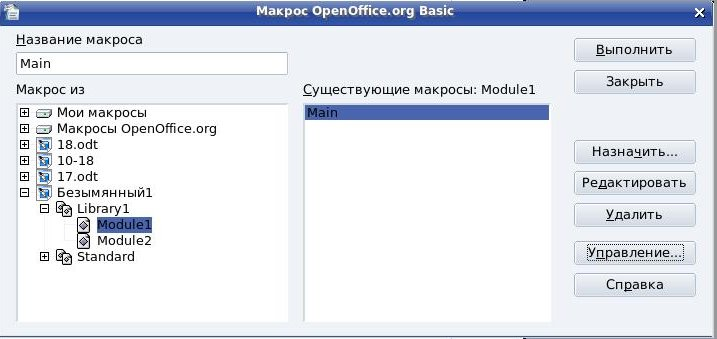 Макрос OpenOffice.org Basic
Название макроса
Main
Макрос из
Мои макросы
Макросы OpenOffice.org
18.odt
10-18
17.odt
Безымянный1
Library1
Module1
Module2
Standard
Существующие макросы: Module1
Main
Выполнить
Закрыть
Назначить...
Редактировать
Удалить
Управление...
Справка